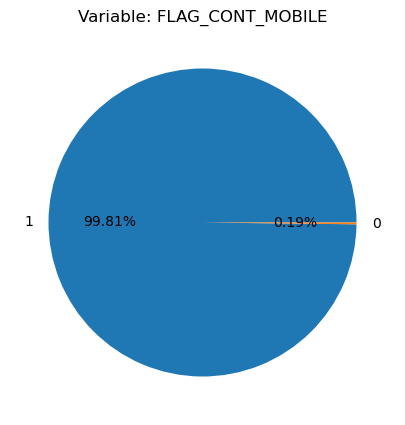 Variable: FLAG_CONT_MOBILE
1
99.81%
0.19%
0